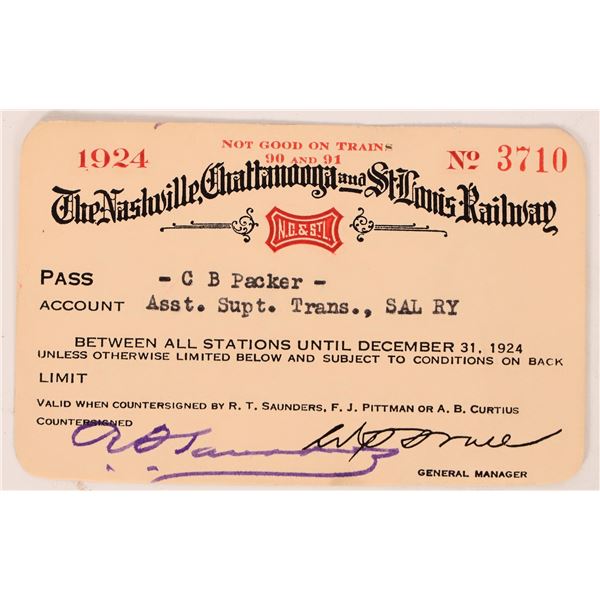 1924
NOT GOOD ON TRAINS
90 AND 91
No 3710
The Nashville, Chattanooga and St. Louis Railway
N.C. & ST.L.
PASS - C B Packer -
ACCOUNT Asst. Supt. Trans., SAL RY
BETWEEN ALL STATIONS UNTIL DECEMBER 31, 1924
UNLESS OTHERWISE LIMITED BELOW AND SUBJECT TO CONDITIONS ON BACK
LIMIT
VALID WHEN COUNTERSIGNED BY R. T. SAUNDERS, F. J. PITTMAN OR A. B. CURTIUS
COUNTERSIGNED
GENERAL MANAGER